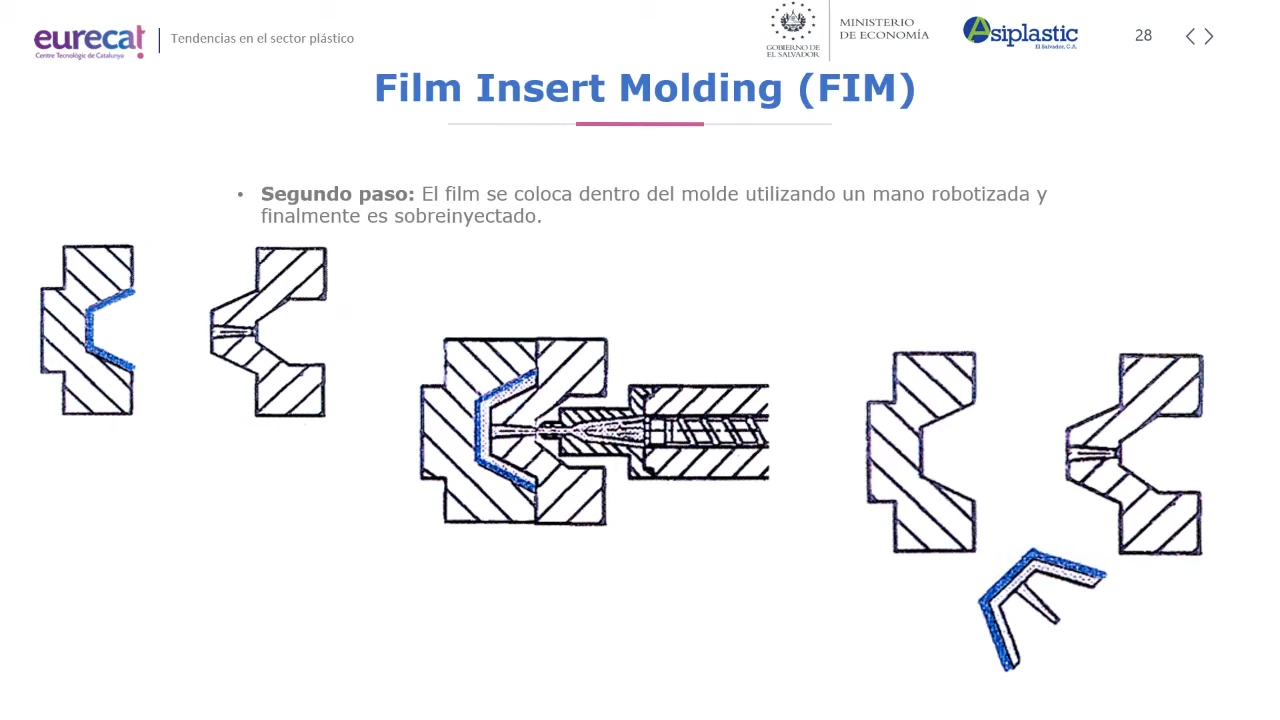 eurecat
Centre Tecnològic de Catalunya
Tendencias en el sector plástico
GOBIERNO DE
EL SALVADOR
MINISTERIO
DE ECONOMÍA
Asiplastic
El Salvador, C.A.
28
Film Insert Molding (FIM)
• Segundo paso: El film se coloca dentro del molde utilizando un mano robotizada y
finalmente es sobreinyectado.